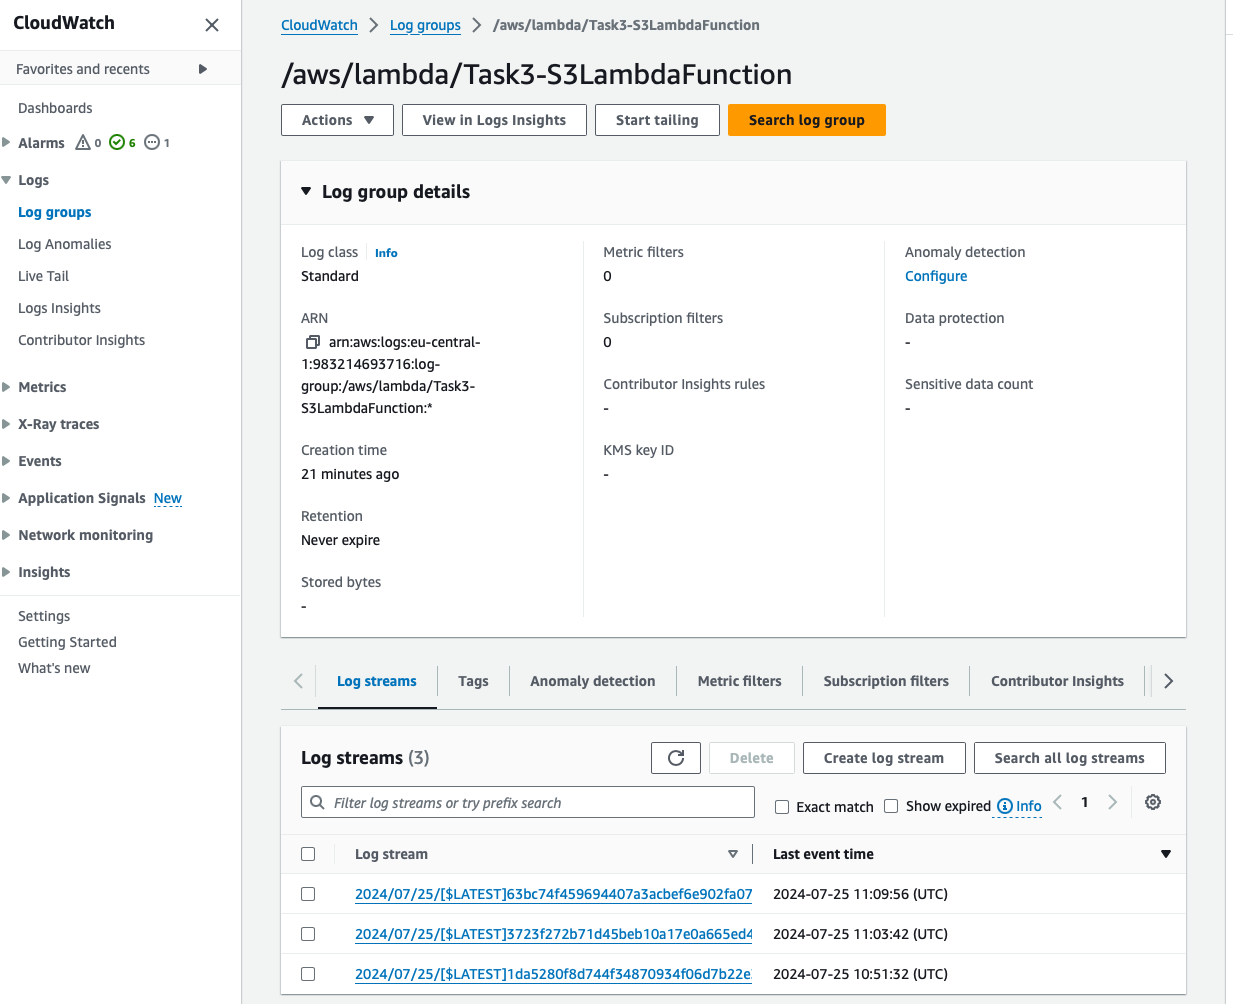 CloudWatch
Favorites and recents
Dashboards
Alarms 0 6 1
Logs
Log groups
Log Anomalies
Live Tail
Logs Insights
Contributor Insights
Metrics
X-Ray traces
Events
Application Signals New
Network monitoring
Insights
Settings
Getting Started
What's new
CloudWatch > Log groups > /aws/lambda/Task3-S3LambdaFunction
/aws/lambda/Task3-S3LambdaFunction
Actions View in Logs Insights Start tailing Search log group
Log group details
Log class Info
Standard
ARN
arn:aws:logs:eu-central-
1:983214693716:log-
group:/aws/lambda/Task3-
S3LambdaFunction:*
Creation time
21 minutes ago
Retention
Never expire
Stored bytes
-
Metric filters
0
Subscription filters
0
Contributor Insights rules
-
KMS key ID
-
Anomaly detection
Configure
Data protection
-
Sensitive data count
-
Log streams Tags Anomaly detection Metric filters Subscription filters Contributor Insights
Log streams (3) Delete Create log stream Search all log streams
Filter log streams or try prefix search Exact match Show expired Info 1
Log stream Last event time
2024/07/25/[$LATEST]63bc74f459694407a3acbef6e902fa07 2024-07-25 11:09:56 (UTC)
2024/07/25/[$LATEST]3723f272b71d45beb10a17e0a665ed4 2024-07-25 11:03:42 (UTC)
2024/07/25/[$LATEST]1da5280f8d744f34870934f06d7b22e 2024-07-25 10:51:32 (UTC)